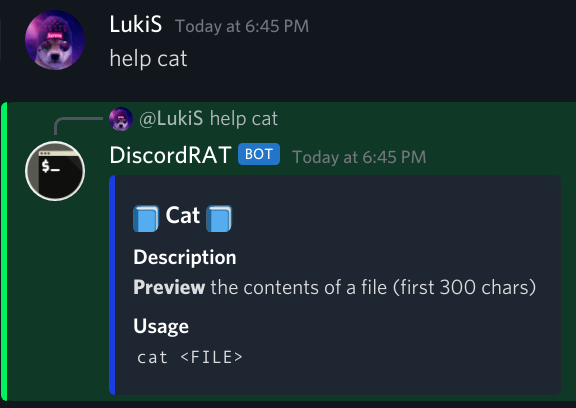 LukiS Today at 6:45 PM
help cat
@LukiS help cat
$_
DiscordRAT BOT Today at 6:45 PM
Cat
Description
Preview the contents of a file (first 300 chars)
Usage
cat <FILE>